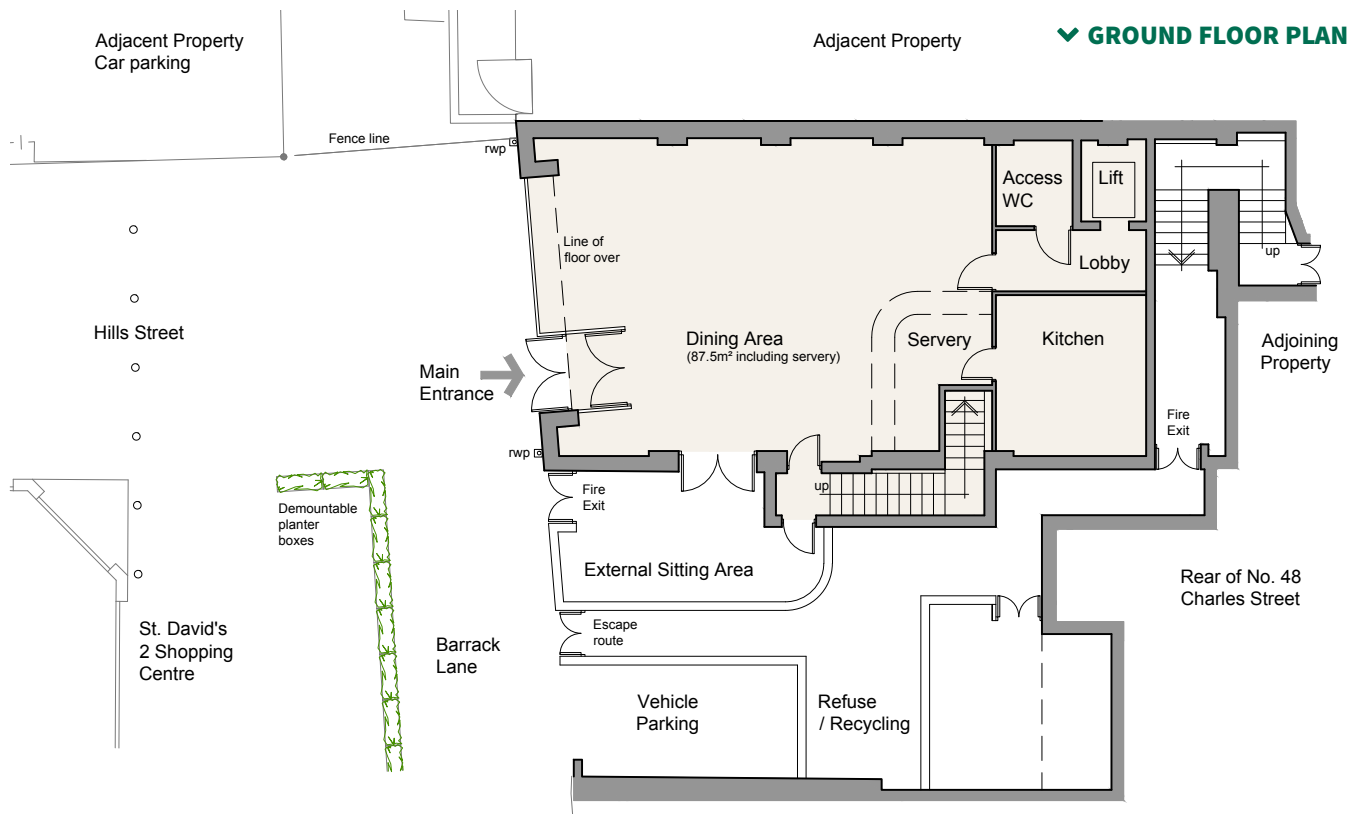 GROUND FLOOR PLAN
Adjacent Property
Car parking
Adjacent Property
Fence line
rwp
Access
WC
Lift
Line of
floor over
Lobby
up
Hills Street
Dining Area
(87.5m² including servery)
Servery
Kitchen
Adjoining
Property
Main
Entrance
Fire
Exit
rwp
Demountable
planter
boxes
Fire
Exit
up
External Sitting Area
Rear of No. 48
Charles Street
St. David's
2 Shopping
Centre
Barrack
Lane
Escape
route
Vehicle
Parking
Refuse
/ Recycling